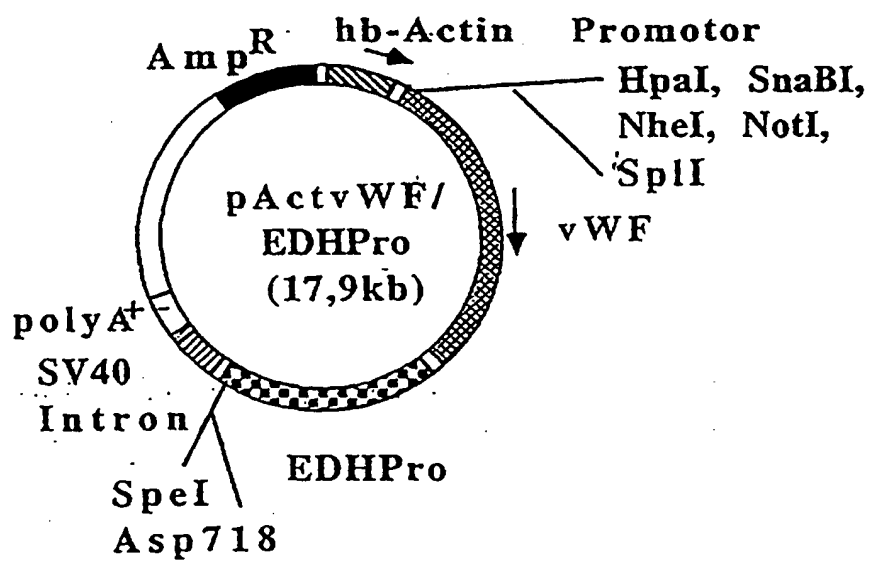 Amp^R
hb-Actin Promotor
HpaI, SnaBI,
NheI, NotI,
SplI
pActvWF/
EDHPro
(17,9kb)
vWF
polyA+
SV40
Intron
SpeI
Asp718
EDHPro